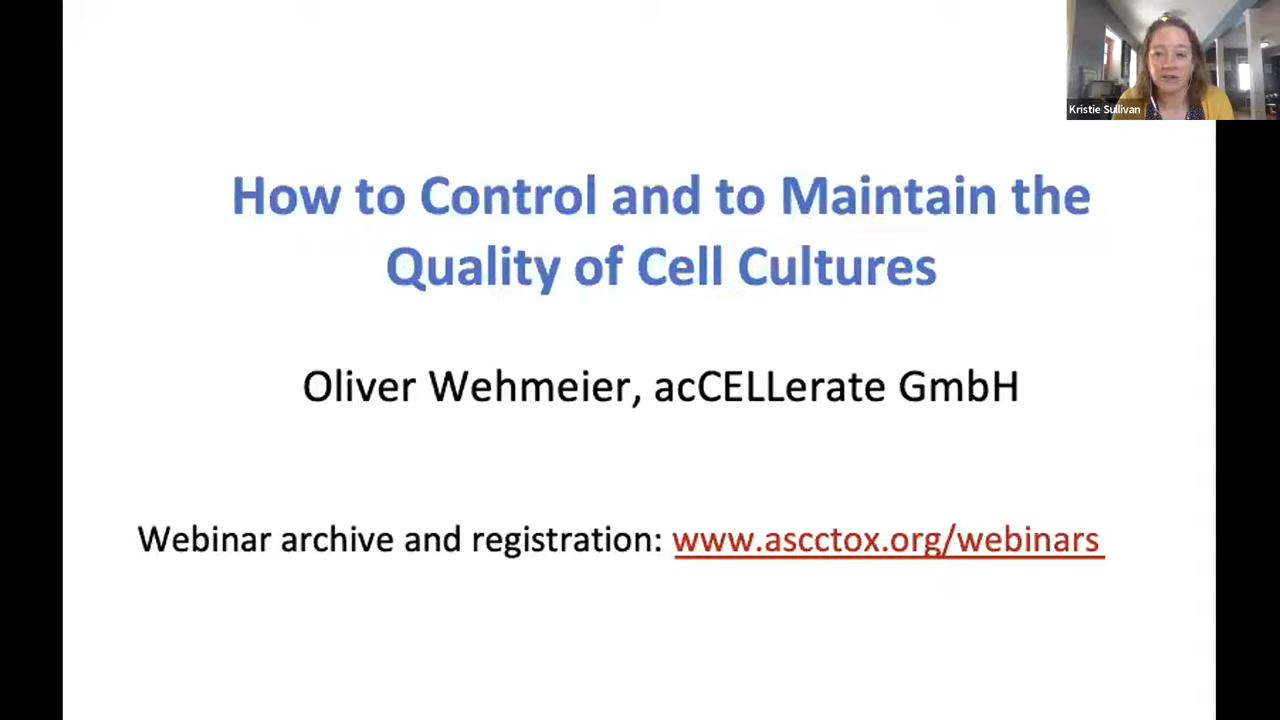 Kristie Sullivan
How to Control and to Maintain the
Quality of Cell Cultures
Oliver Wehmeier, acCELLerate GmbH
Webinar archive and registration: www.ascctox.org/webinars